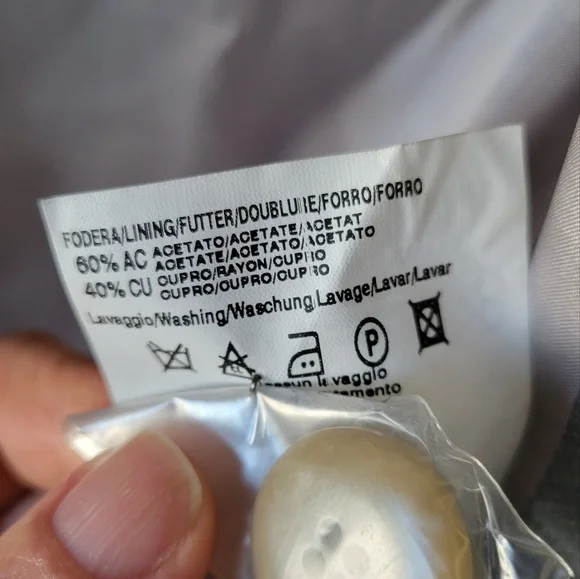 FODERA/LINING/FUTTER/DOUBLURE/FORRO/FORRO
60% AC ACETATO/ACETATE/ACETAT
ACETATE/ACETATO/ACETATO
40% CU CUPRO/RAYON/CUPRO
CUPRO/CUPRO/CUPRO
Lavaggio/Washing/Waschung/Lavage/Lavar/Lavar
P
lavaggio